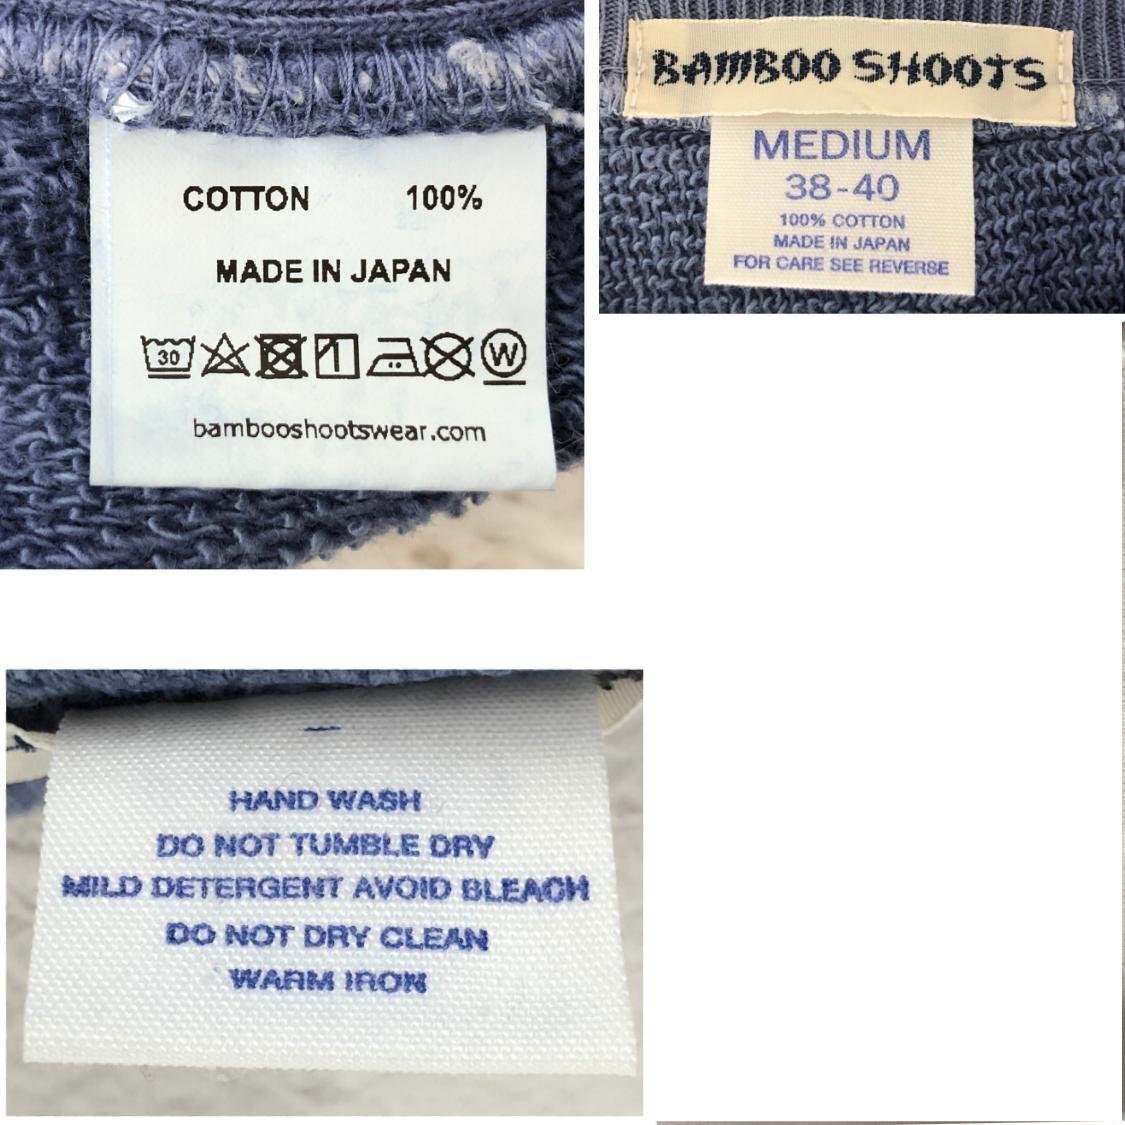 COTTON 100%
MADE IN JAPAN
30 W
bambooshootswear.com
BAMBOO SHOOTS
MEDIUM
38-40
100% COTTON
MADE IN JAPAN
FOR CARE SEE REVERSE
HAND WASH
DO NOT TUMBLE DRY
MILD DETERGENT AVOID BLEACH
DO NOT DRY CLEAN
WARM IRON